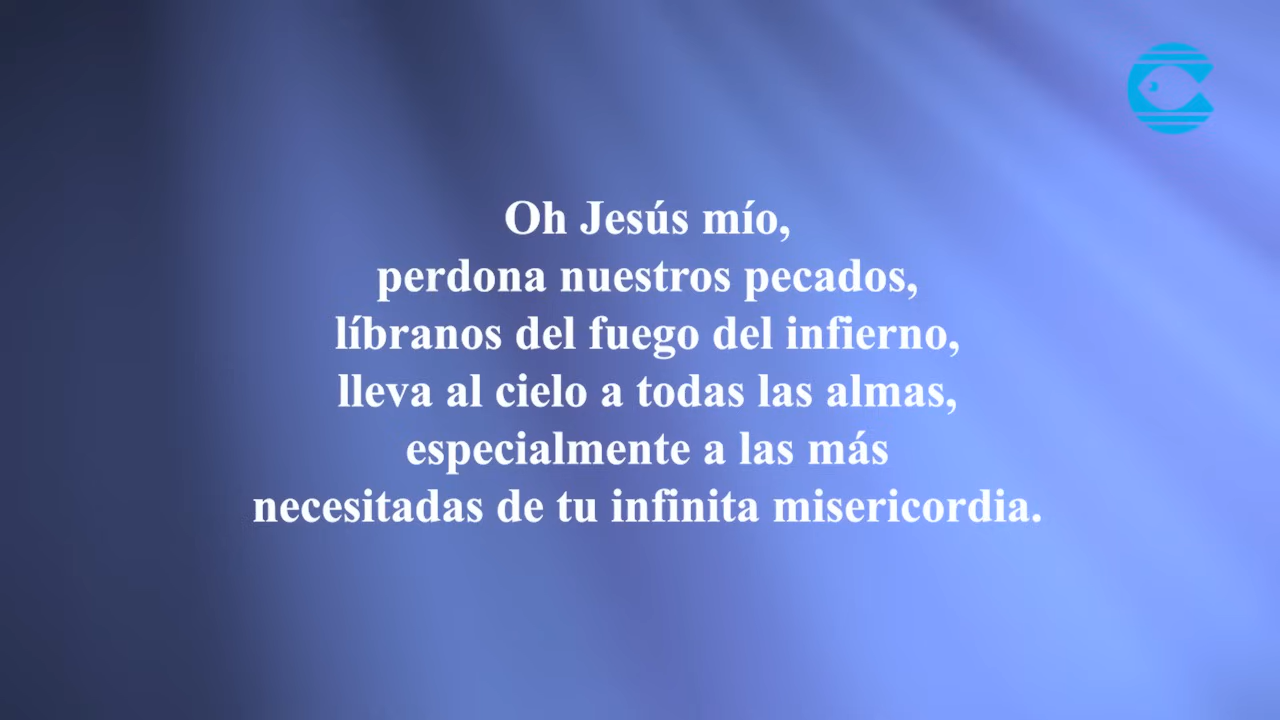 Oh Jesús mío,
perdona nuestros pecados,
líbranos del fuego del infierno,
lleva al cielo a todas las almas,
especialmente a las más
necesitadas de tu infinita misericordia.